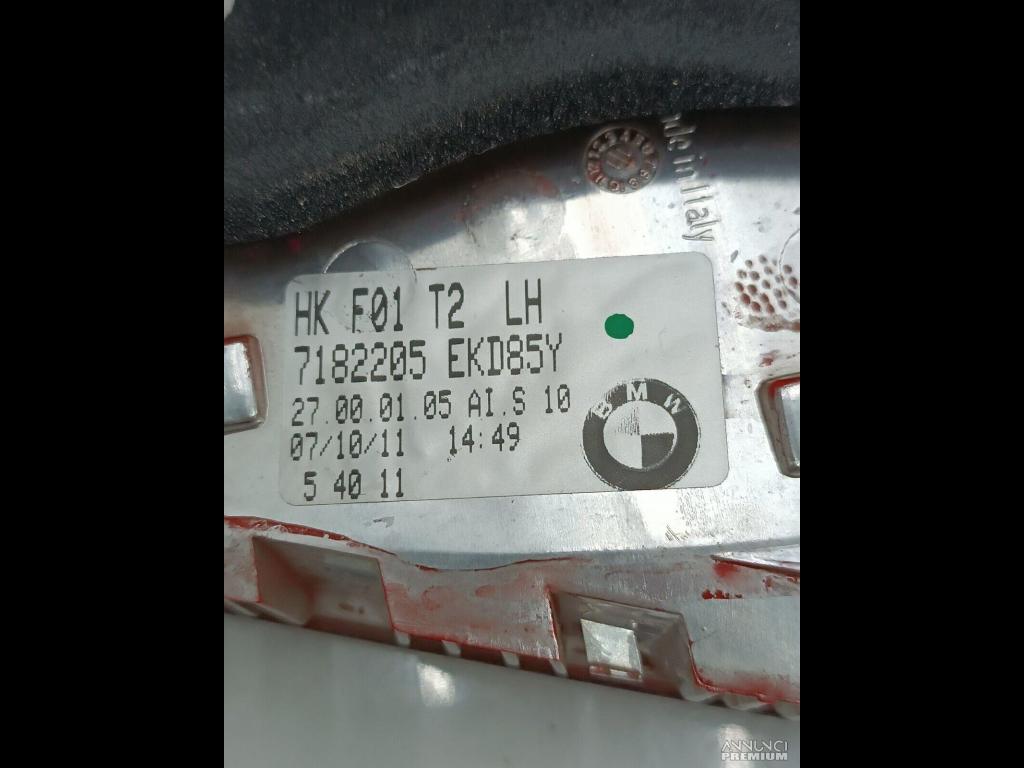 Made in Italy
HK F01 T2 LH
7182205 EKD85Y
27.00.01.05 AI.S 10
07/10/11 14:49
5 40 11
BMW
ANNUNCI
PREMIUM